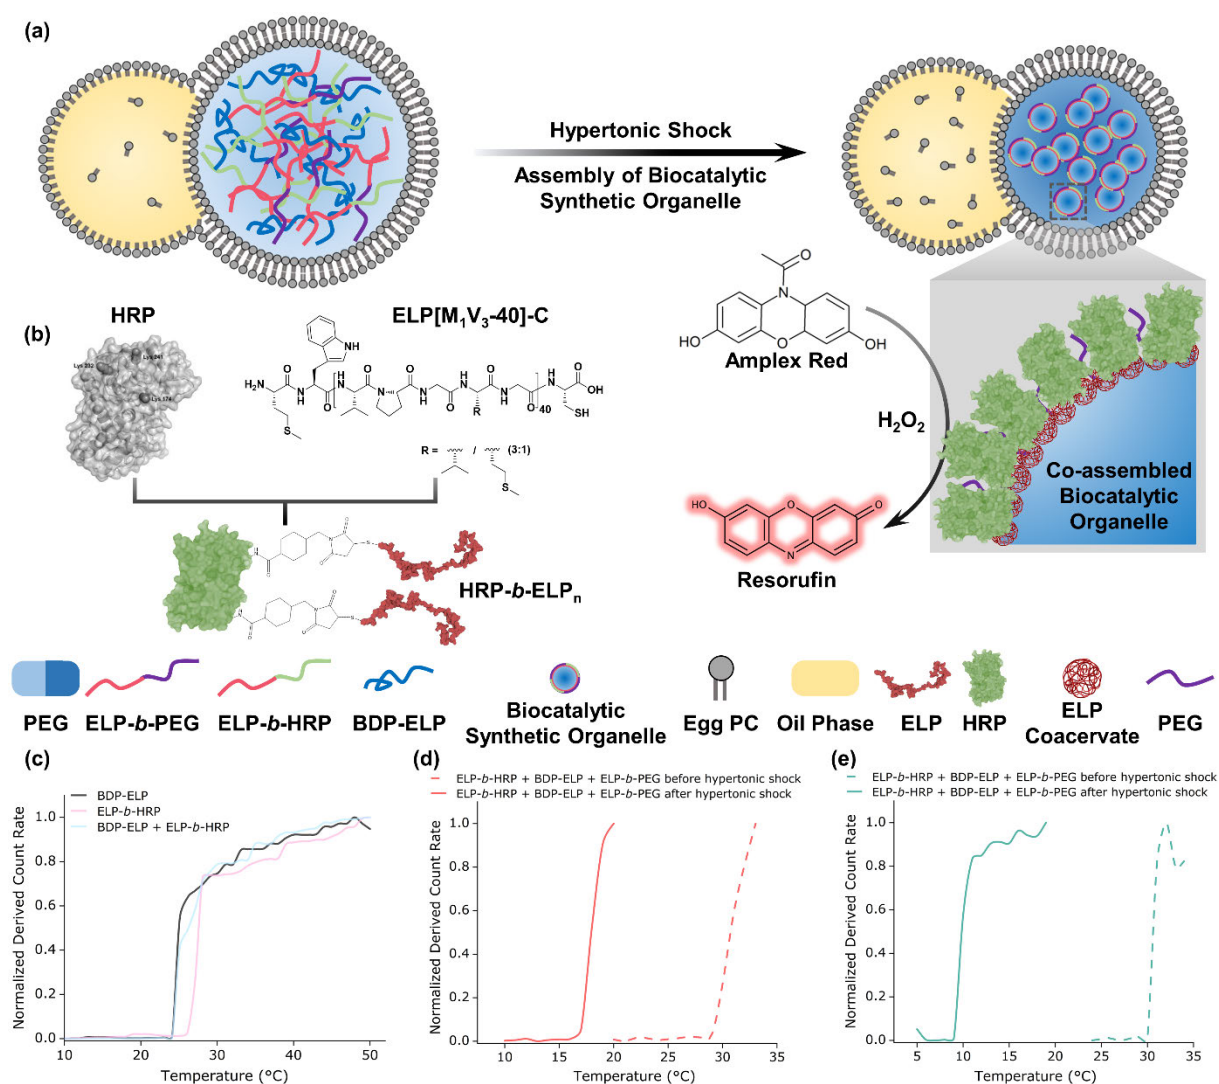 (a)
Hypertonic Shock
Assembly of Biocatalytic
Synthetic Organelle
(b)
HRP
Lys 232
Lys 241
Lys 174
ELP[M₁V₃-40]-C
NH
H₂N
O
H
N
S
R
40
OH
SH
R = / (3:1)
S
HRP-b-ELPₙ
O
N
HO
O
OH
Amplex Red
H₂O₂
HO
O
O
N
Resorufin
Co-assembled
Biocatalytic
Organelle
PEG
ELP-b-PEG
ELP-b-HRP
BDP-ELP
Biocatalytic
Synthetic Organelle
Egg PC
Oil Phase
ELP
HRP
ELP
Coacervate
PEG
(c)
BDP-ELP
ELP-b-HRP
BDP-ELP + ELP-b-HRP
Normalized Derived Count Rate
1.0
0.8
0.6
0.4
0.2
0.0
10 20 30 40 50
Temperature (°C)
(d)
ELP-b-HRP + BDP-ELP + ELP-b-PEG before hypertonic shock
ELP-b-HRP + BDP-ELP + ELP-b-PEG after hypertonic shock
Normalized Derived Count Rate
1.0
0.8
0.6
0.4
0.2
0.0
10 15 20 25 30 35
Temperature (°C)
(e)
ELP-b-HRP + BDP-ELP + ELP-b-PEG before hypertonic shock
ELP-b-HRP + BDP-ELP + ELP-b-PEG after hypertonic shock
Normalized Derived Count Rate
1.0
0.8
0.6
0.4
0.2
0.0
5 10 15 20 25 30 35
Temperature (°C)